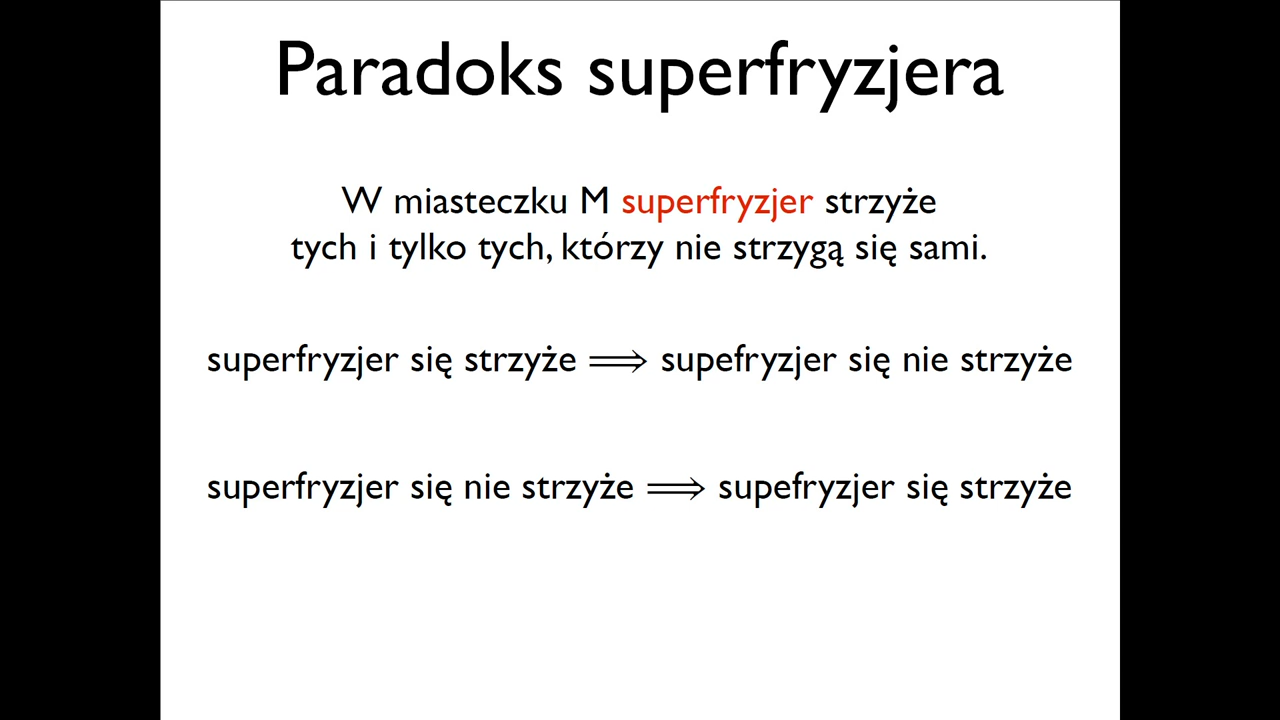 Paradoks superfryzjera
W miasteczku M superfryzjer strzyże
tych i tylko tych, którzy nie strzygą się sami.
superfryzjer się strzyże ⟹ supefryzjer się nie strzyże
superfryzjer się nie strzyże ⟹ supefryzjer się strzyże